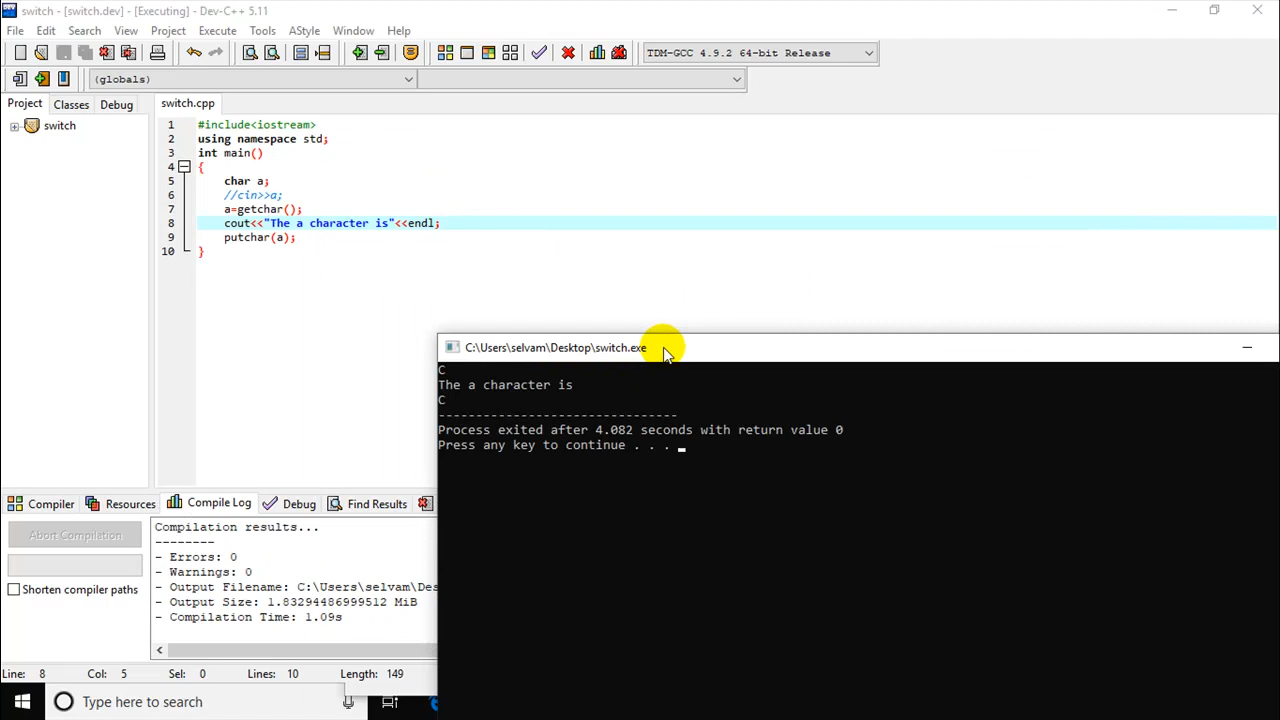 switch - [switch.dev] - [Executing] - Dev-C++ 5.11
File Edit Search View Project Execute Tools AStyle Window Help
TDM-GCC 4.9.2 64-bit Release
(globals)
Project Classes Debug switch.cpp
switch
1 #include<iostream>
2 using namespace std;
3 int main()
4 {
5 char a;
6 //cin>>a;
7 a=getchar();
8 cout<<"The a character is"<<endl;
9 putchar(a);
10 }
C:\Users\selvam\Desktop\switch.exe
C
The a character is
C
--------------------------------
Process exited after 4.082 seconds with return value 0
Press any key to continue . . .
Compiler Resources Compile Log Debug Find Results
Abort Compilation
Shorten compiler paths
Compilation results...
--------
- Errors: 0
- Warnings: 0
- Output Filename: C:\Users\selvam\Des
- Output Size: 1.83294486999512 MiB
- Compilation Time: 1.09s
Line: 8 Col: 5 Sel: 0 Lines: 10 Length: 149
Type here to search